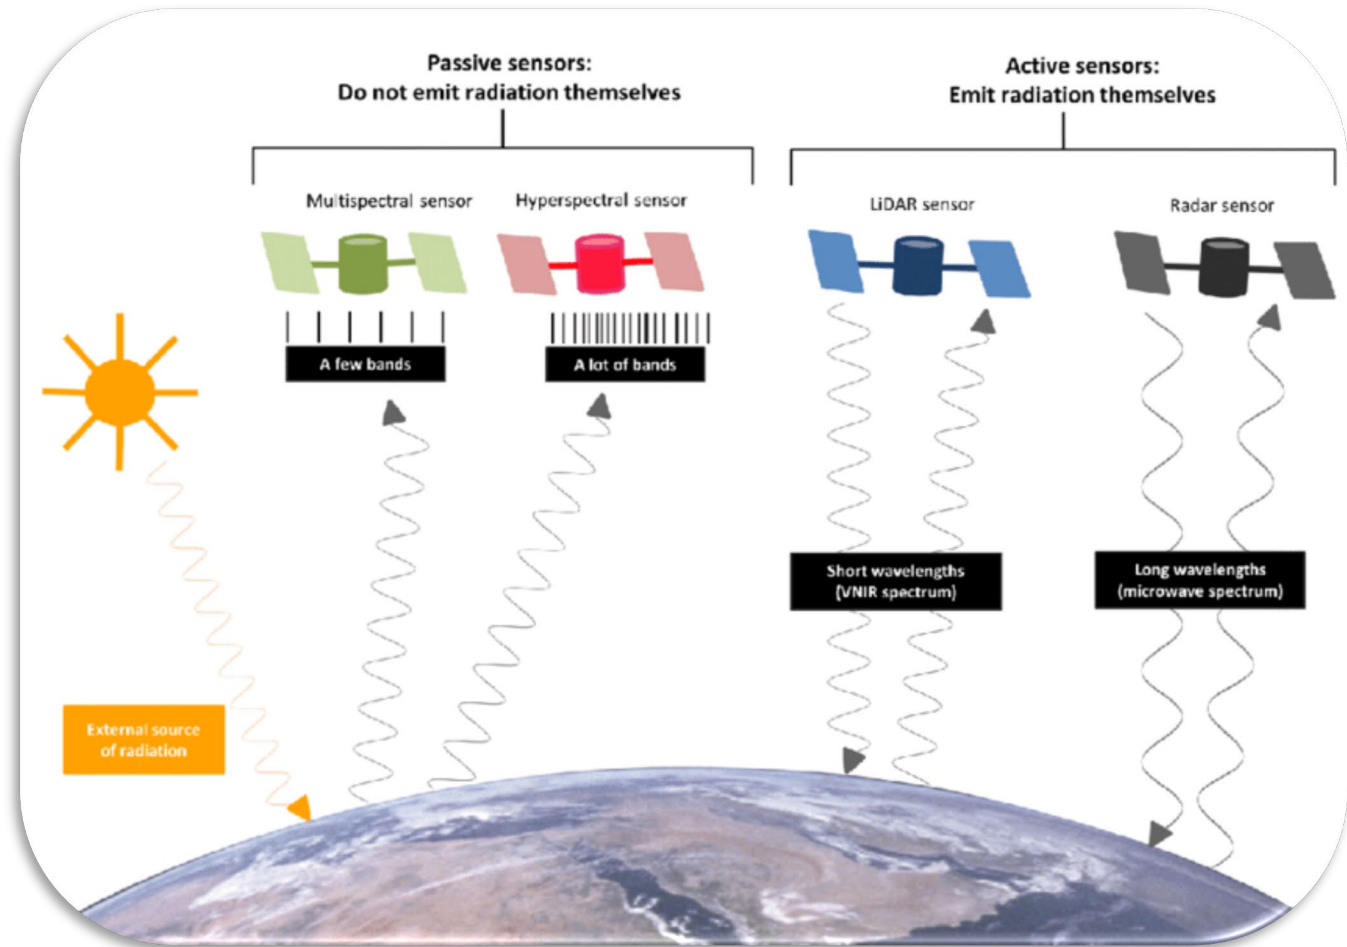 Passive sensors:
Do not emit radiation themselves
Active sensors:
Emit radiation themselves
Multispectral sensor
Hyperspectral sensor
LiDAR sensor
Radar sensor
A few bands
A lot of bands
Short wavelengths
(VNIR spectrum)
Long wavelengths
(microwave spectrum)
External source
of radiation